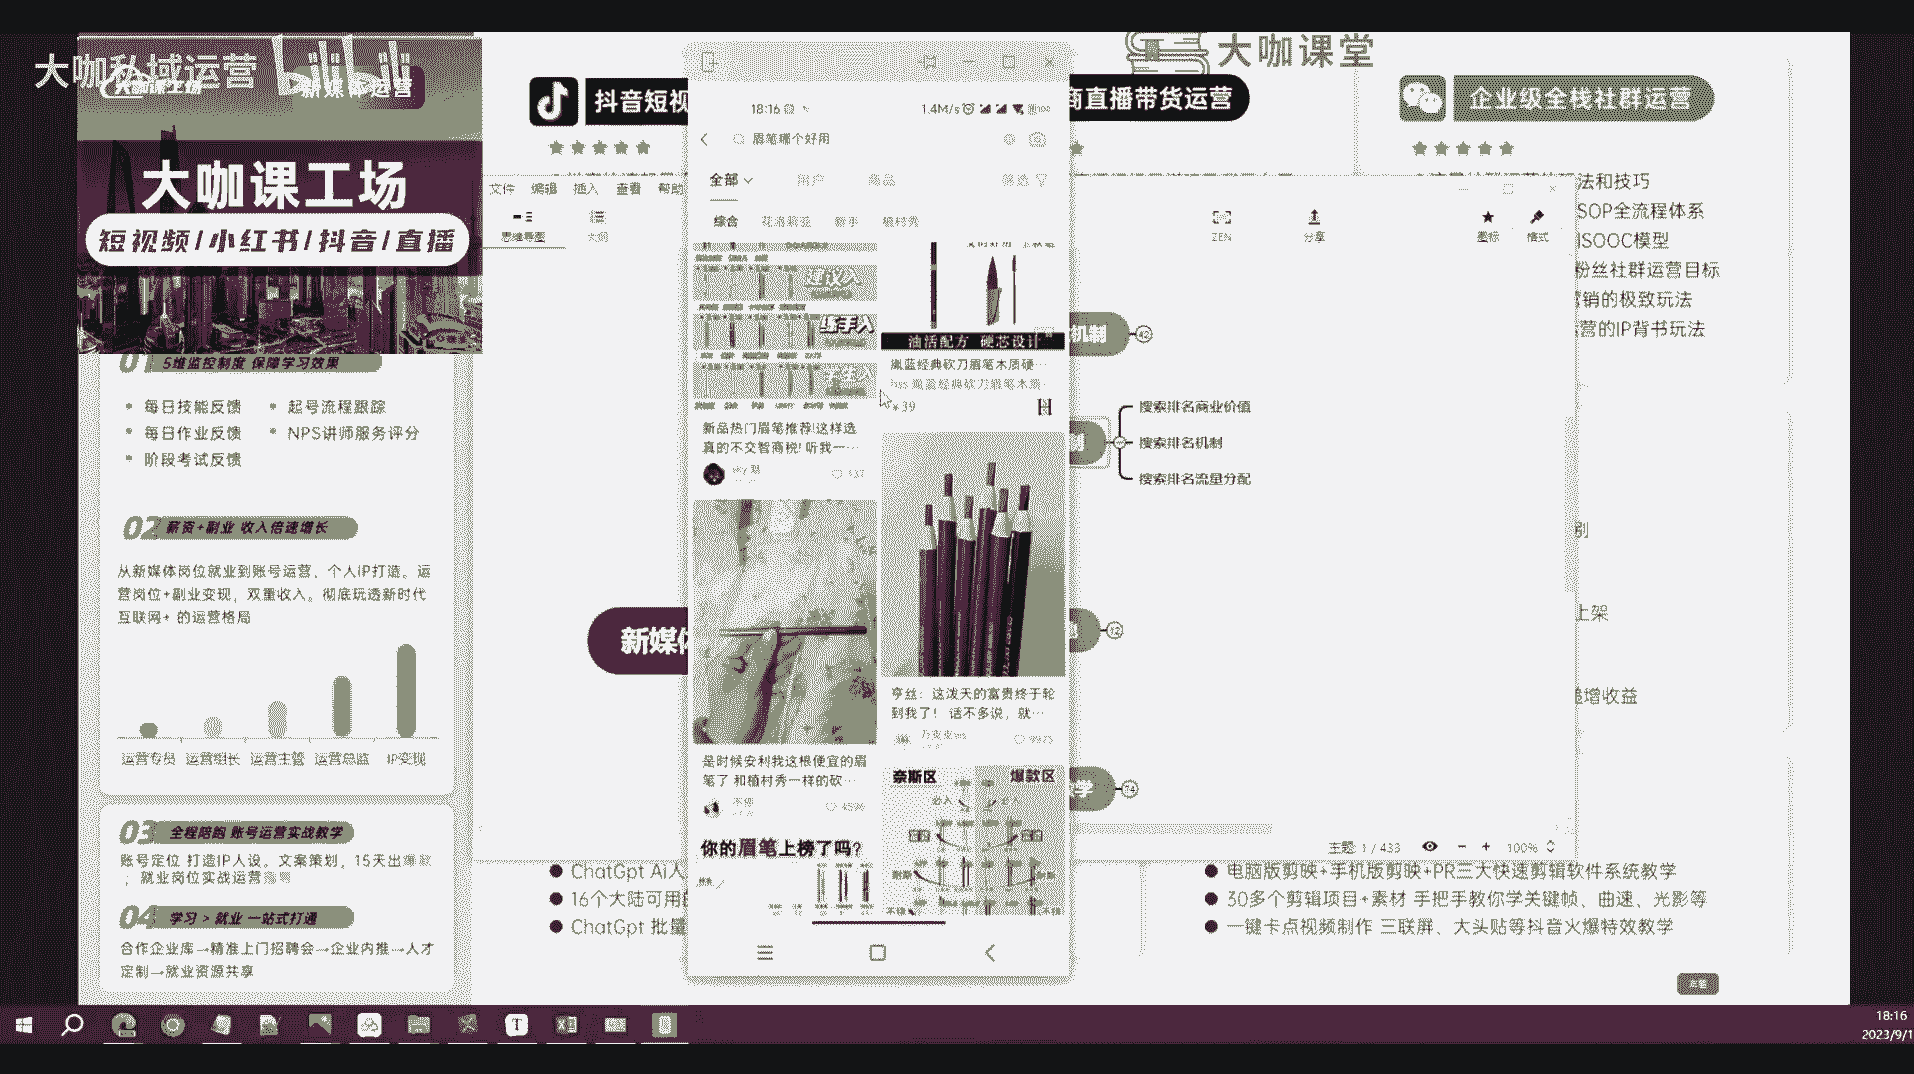 大咖私域运营
新媒体运营
大咖课工场
短视频/小红书/抖音/直播
01 5维监控制度 保障学习效果
每日技能反馈
起号流程跟踪
每日作业反馈
NPS讲师服务评分
阶段考试反馈
02 薪资+副业 收入倍速增长
从新媒体岗位就业到账号运营、个人IP打造。运
营岗位+副业变现，双重收入。彻底玩透新时代
互联网+ 的运营格局
运营专员 运营组长 运营主管 运营总监 IP变现
03 全程陪跑 账号运营实战教学
账号定位 打造IP人设。文案策划，15天出爆款
；就业岗位实战运营
04 学习 > 就业 一站式打通
合作企业库→精准上门招聘会→企业内推→人才
定制→就业资源共享
大咖课堂
抖音短视
商直播带货运营
企业级全栈社群运营
文件 编辑 插入 查看 帮助
思维导图 大纲
ZEN 分享 图标 格式
18:16
1.4M/s
100
眉笔哪个好用
全部 用户 商品 筛选
综合 花洛莉亚 新手 植村秀
建议入
新品热门眉笔推荐!这样选
真的不交智商税! 听我一…
油活配方 硬芯设计
胤蓝经典砍刀眉笔木质硬…
hss 胤蓝经典砍刀眉笔木质…
¥39
是时候安利我这根便宜的眉
笔了 和植村秀一样的砍…
亨丝：这泼天的富贵终于轮
到我了！ 话不多说，就…
你的眉笔上榜了吗?
奈斯区 爆款区
新媒体
机制
42
搜索排名商业价值
搜索排名机制
搜索排名流量分配
12
学
74
法和技巧
SOP全流程体系
ISOOC模型
粉丝社群运营目标
营销的极致玩法
运营的IP背书玩法
别
上架
递增收益
主题: 1 / 433
100%
ChatGpt AI人
16个大陆可用的
ChatGpt 批量
电脑版剪映+手机版剪映+PR三大快速剪辑软件系统教学
30多个剪辑项目+素材 手把手教你学关键帧、曲速、光影等
一键卡点视频制作 三联屏、大头贴等抖音火爆特效教学
18:16
2023/9/1